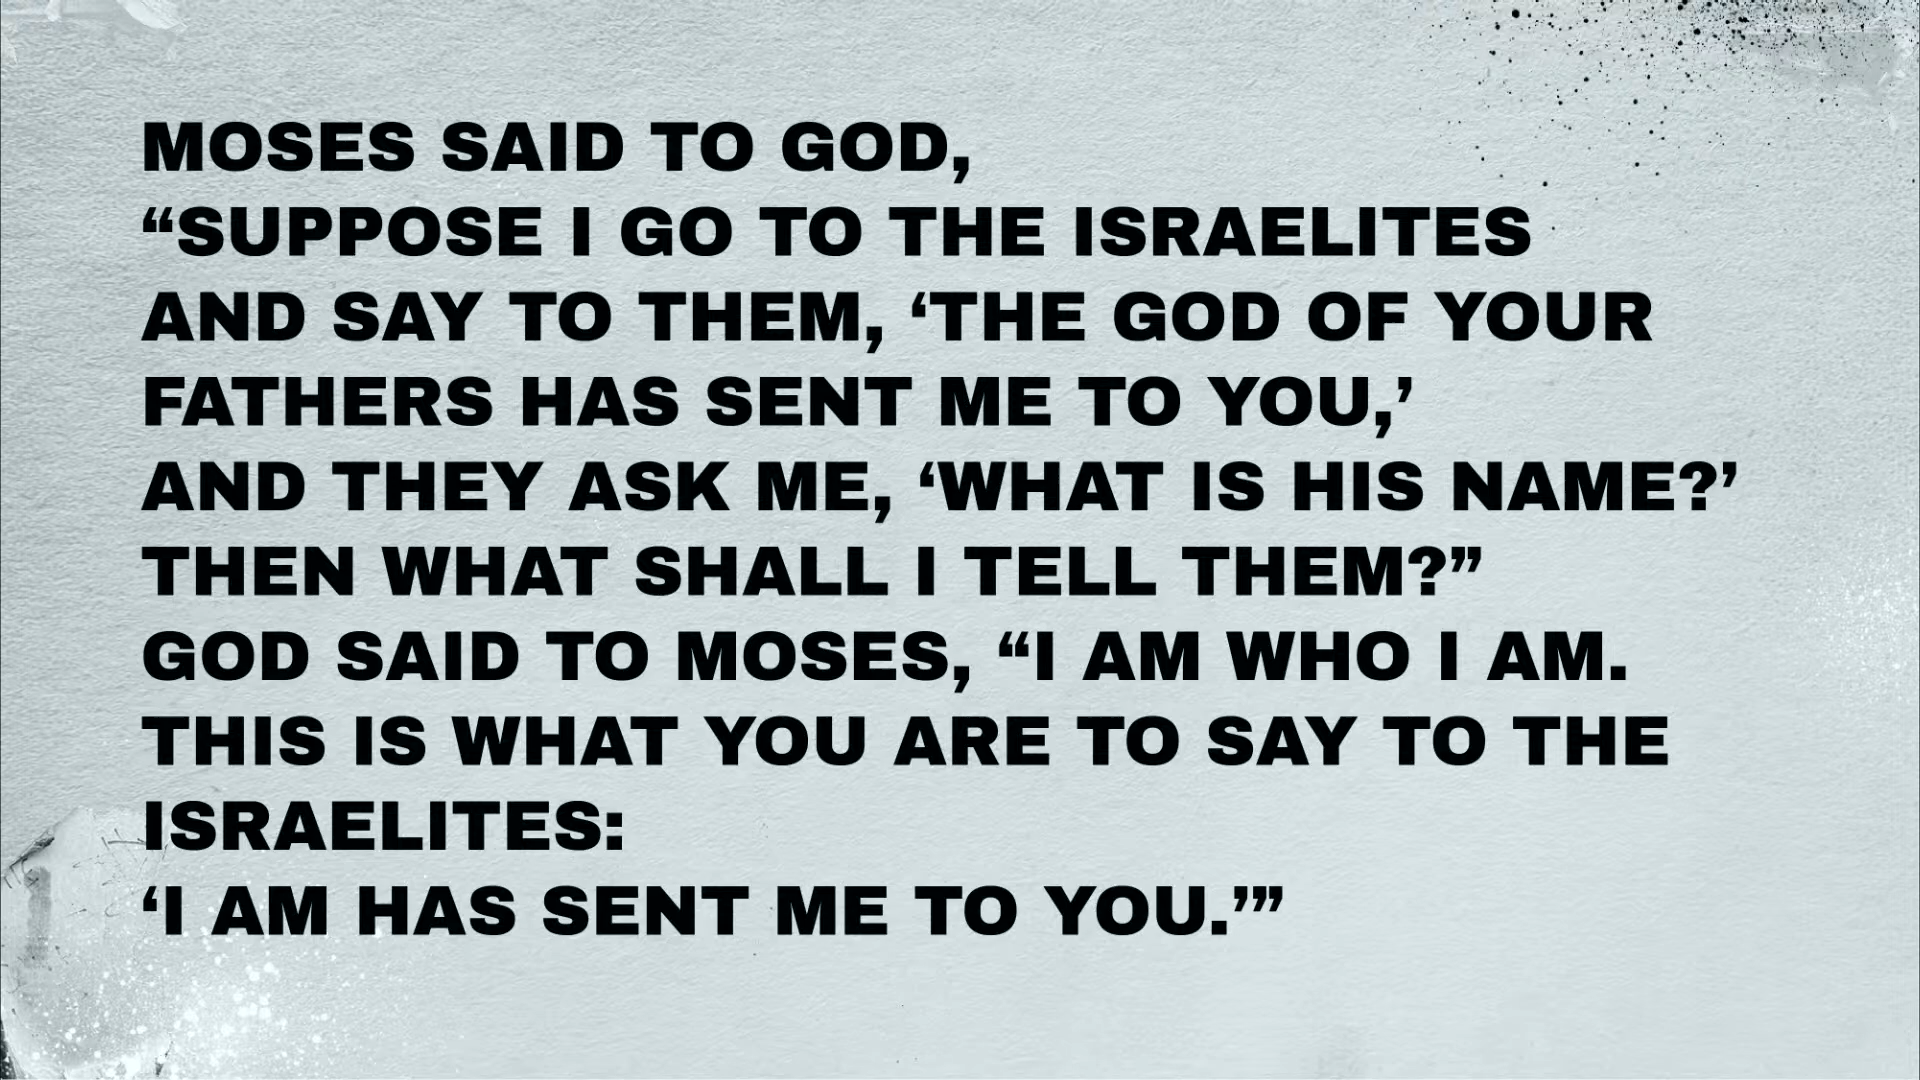 MOSES SAID TO GOD,
“SUPPOSE I GO TO THE ISRAELITES
AND SAY TO THEM, ‘THE GOD OF YOUR
FATHERS HAS SENT ME TO YOU,’
AND THEY ASK ME, ‘WHAT IS HIS NAME?’
THEN WHAT SHALL I TELL THEM?”
GOD SAID TO MOSES, “I AM WHO I AM.
THIS IS WHAT YOU ARE TO SAY TO THE
ISRAELITES:
‘I AM HAS SENT ME TO YOU.’”